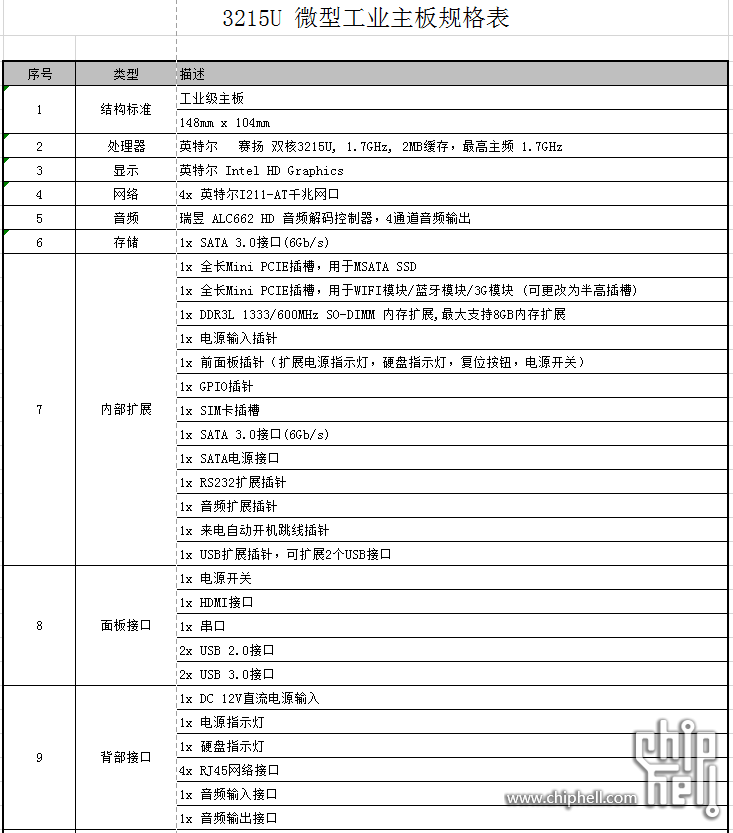 3215U 微型工业主板规格表
序号 类型 描述
1 结构标准 工业级主板
148mm x 104mm
2 处理器 英特尔 赛扬 双核3215U, 1.7GHz, 2MB缓存，最高主频 1.7GHz
3 显示 英特尔 Intel HD Graphics
4 网络 4x 英特尔I211-AT千兆网口
5 音频 瑞昱 ALC662 HD 音频解码控制器，4通道音频输出
6 存储 1x SATA 3.0接口(6Gb/s)
7 内部扩展 1x 全长Mini PCIE插槽，用于MSATA SSD
1x 全长Mini PCIE插槽，用于WIFI模块/蓝牙模块/3G模块 (可更改为半高插槽)
1x DDR3L 1333/600MHz SO-DIMM 内存扩展,最大支持8GB内存扩展
1x 电源输入插针
1x 前面板插针（扩展电源指示灯，硬盘指示灯，复位按钮，电源开关）
1x GPIO插针
1x SIM卡插槽
1x SATA 3.0接口(6Gb/s)
1x SATA电源接口
1x RS232扩展插针
1x 音频扩展插针
1x 来电自动开机跳线插针
1x USB扩展插针，可扩展2个USB接口
8 面板接口 1x 电源开关
1x HDMI接口
1x 串口
2x USB 2.0接口
2x USB 3.0接口
9 背部接口 1x DC 12V直流电源输入
1x 电源指示灯
1x 硬盘指示灯
4x RJ45网络接口
1x 音频输入接口
1x 音频输出接口
chip
hell
www.chiphell.com